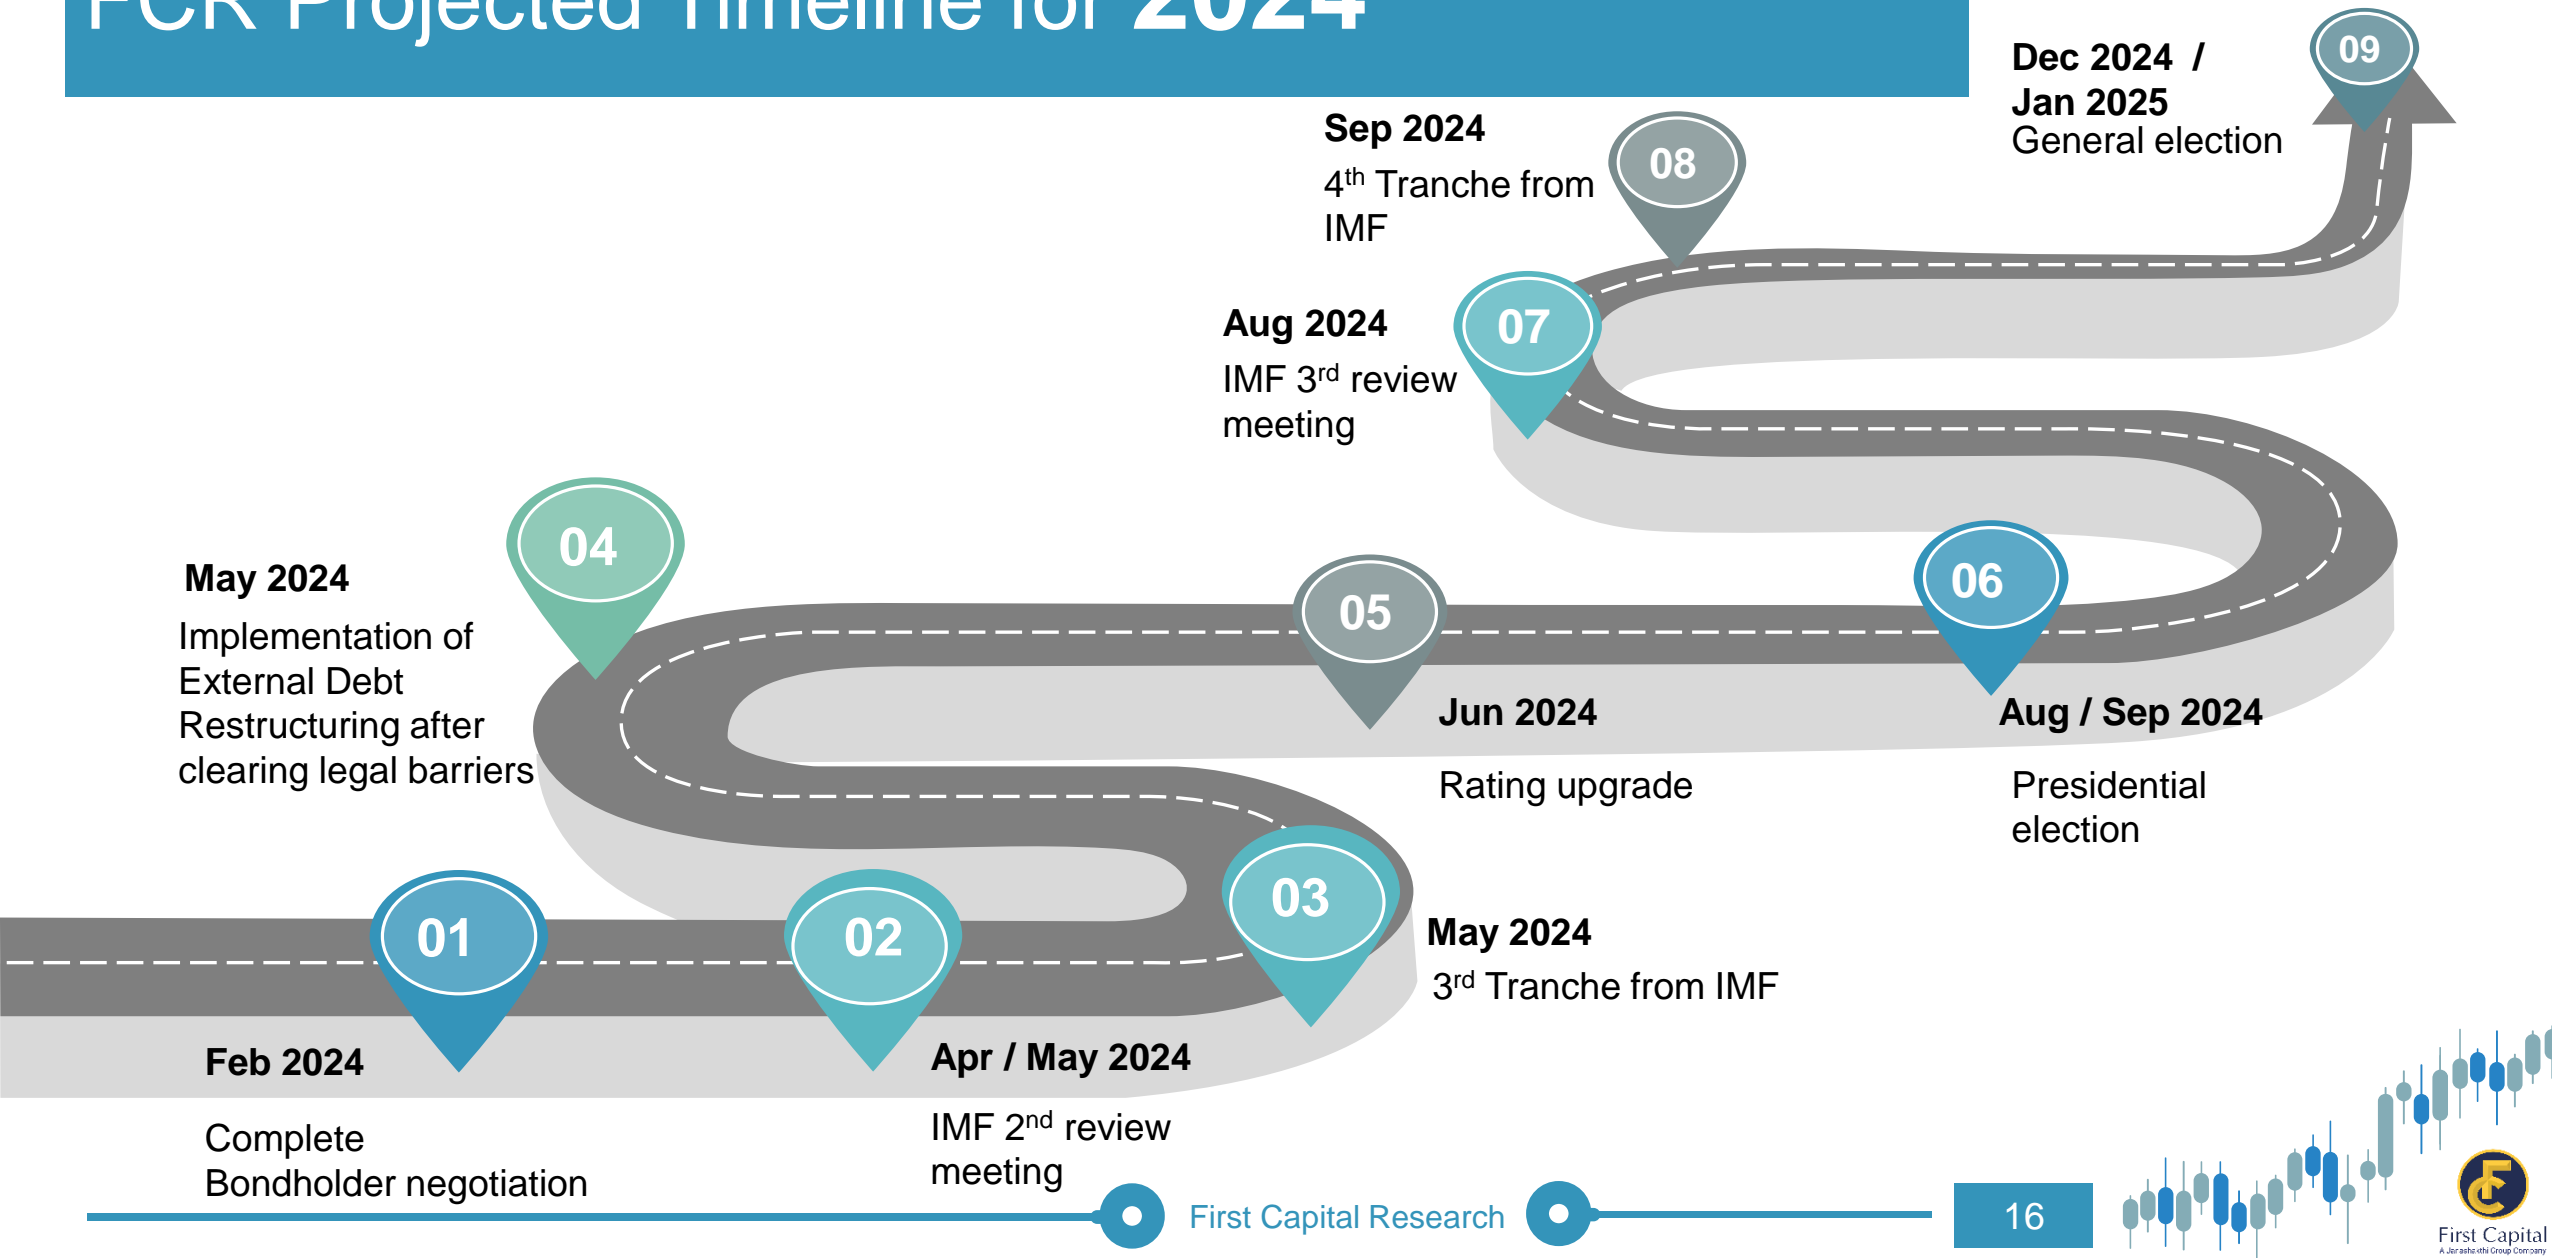 FCR Projected Timeline for 2024
Dec 2024 /
Jan 2025
General election
09
Sep 2024
4th Tranche from
IMF
08
Aug 2024
IMF 3rd review
meeting
07
May 2024
Implementation of
External Debt
Restructuring after
clearing legal barriers
04
05
Jun 2024
Rating upgrade
06
Aug / Sep 2024
Presidential
election
01
Feb 2024
Complete
Bondholder negotiation
02
Apr / May 2024
IMF 2nd review
meeting
03
May 2024
3rd Tranche from IMF
First Capital Research
16
First Capital
A Janashakthi Group Company